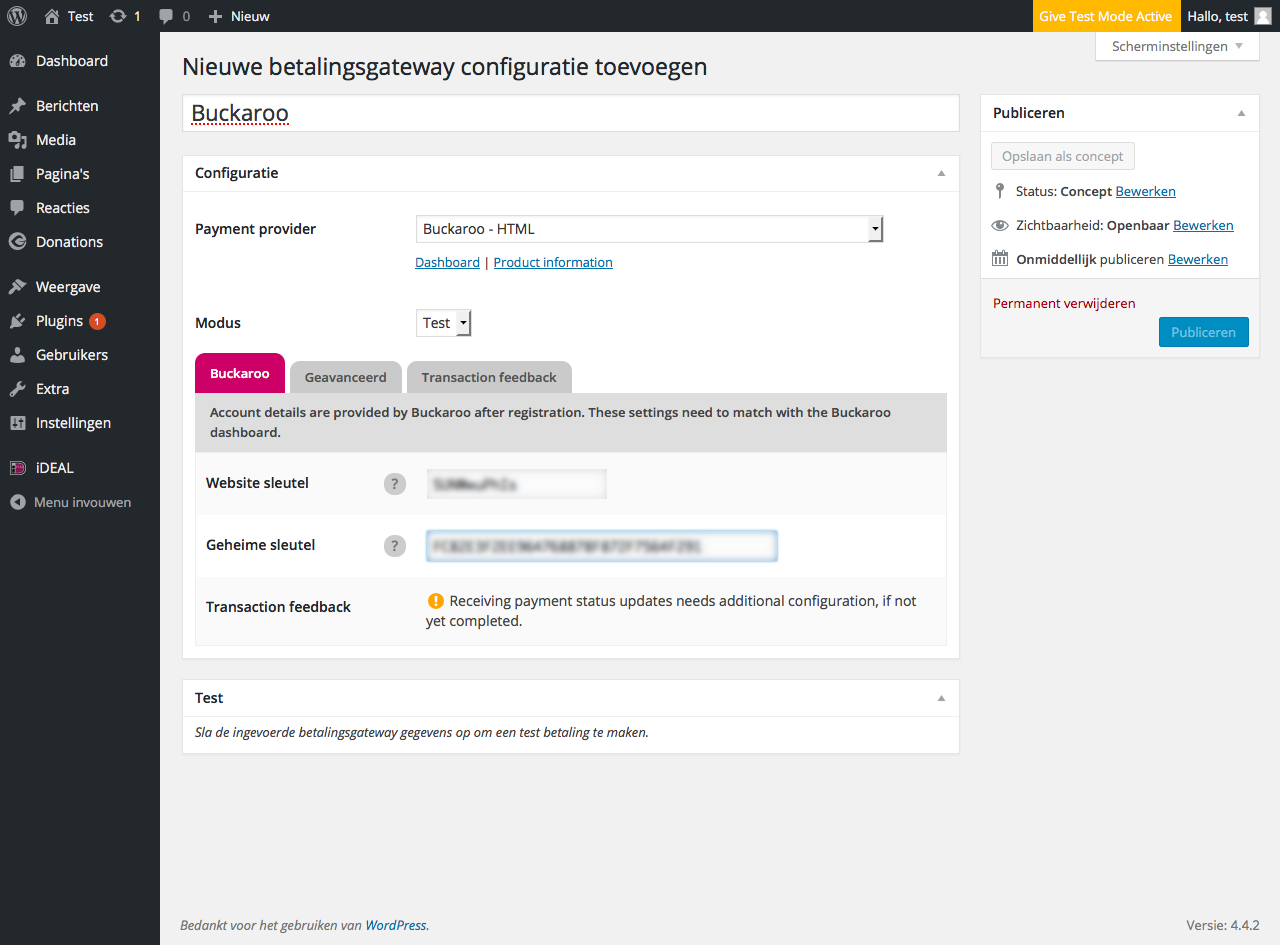 Test 1 0 Nieuw Give Test Mode Active Hallo, test
Scherminstellingen
Dashboard
Berichten
Media
Pagina's
Reacties
Donations
Weergave
Plugins 1
Gebruikers
Extra
Instellingen
iDEAL
Menu invouwen
Nieuwe betalingsgateway configuratie toevoegen
Buckaroo
Configuratie
Payment provider Buckaroo - HTML
Dashboard | Product information
Modus Test
Buckaroo Geavanceerd Transaction feedback
Account details are provided by Buckaroo after registration. These settings need to match with the Buckaroo
dashboard.
Website sleutel ?
Geheime sleutel ?
Transaction feedback
Receiving payment status updates needs additional configuration, if not
yet completed.
Test
Sla de ingevoerde betalingsgateway gegevens op om een test betaling te maken.
Publiceren
Opslaan als concept
Status: Concept Bewerken
Zichtbaarheid: Openbaar Bewerken
Onmiddellijk publiceren Bewerken
Permanent verwijderen
Publiceren
Bedankt voor het gebruiken van WordPress.
Versie: 4.4.2